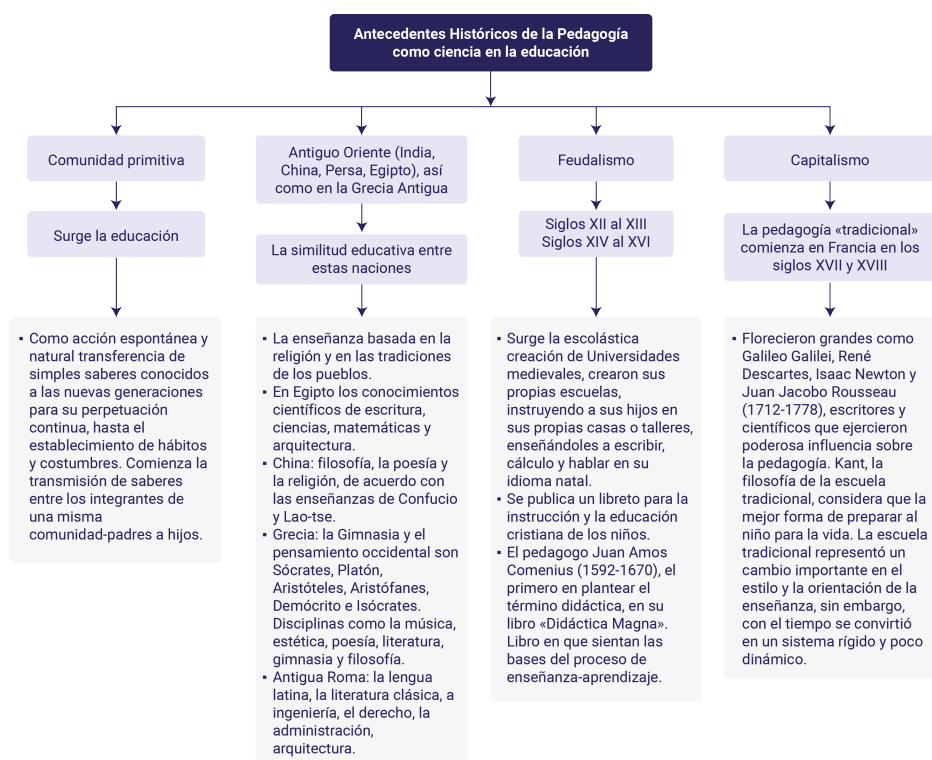 Antecedentes Históricos de la Pedagogía
como ciencia en la educación
Comunidad primitiva
Surge la educación
▪ Como acción espontánea y
natural transferencia de
simples saberes conocidos
a las nuevas generaciones
para su perpetuación
continua, hasta el
establecimiento de hábitos
y costumbres. Comienza la
transmisión de saberes
entre los integrantes de
una misma
comunidad-padres a hijos.
Antiguo Oriente (India,
China, Persa, Egipto), así
como en la Grecia Antigua
La similitud educativa entre
estas naciones
▪ La enseñanza basada en la
religión y en las tradiciones
de los pueblos.
▪ En Egipto los conocimientos
científicos de escritura,
ciencias, matemáticas y
arquitectura.
▪ China: filosofía, la poesía y
la religión, de acuerdo con
las enseñanzas de Confucio
y Lao-tse.
▪ Grecia: la Gimnasia y el
pensamiento occidental son
Sócrates, Platón,
Aristóteles, Aristófanes,
Demócrito e Isócrates.
Disciplinas como la música,
estética, poesía, literatura,
gimnasia y filosofía.
▪ Antigua Roma: la lengua
latina, la literatura clásica, a
ingeniería, el derecho, la
administración,
arquitectura.
Feudalismo
Siglos XII al XIII
Siglos XIV al XVI
▪ Surge la escolástica
creación de Universidades
medievales, crearon sus
propias escuelas,
instruyendo a sus hijos en
sus propias casas o talleres,
enseñándoles a escribir,
cálculo y hablar en su
idioma natal.
▪ Se publica un libreto para la
instrucción y la educación
cristiana de los niños.
▪ El pedagogo Juan Amos
Comenius (1592-1670), el
primero en plantear el
término didáctica, en su
libro «Didáctica Magna».
Libro en que sientan las
bases del proceso de
enseñanza-aprendizaje.
Capitalismo
La pedagogía «tradicional»
comienza en Francia en los
siglos XVII y XVIII
▪ Florecieron grandes como
Galileo Galilei, René
Descartes, Isaac Newton y
Juan Jacobo Rousseau
(1712-1778), escritores y
científicos que ejercieron
poderosa influencia sobre
la pedagogía. Kant, la
filosofía de la escuela
tradicional, considera que la
mejor forma de preparar al
niño para la vida. La escuela
tradicional representó un
cambio importante en el
estilo y la orientación de la
enseñanza, sin embargo,
con el tiempo se convirtió
en un sistema rígido y poco
dinámico.